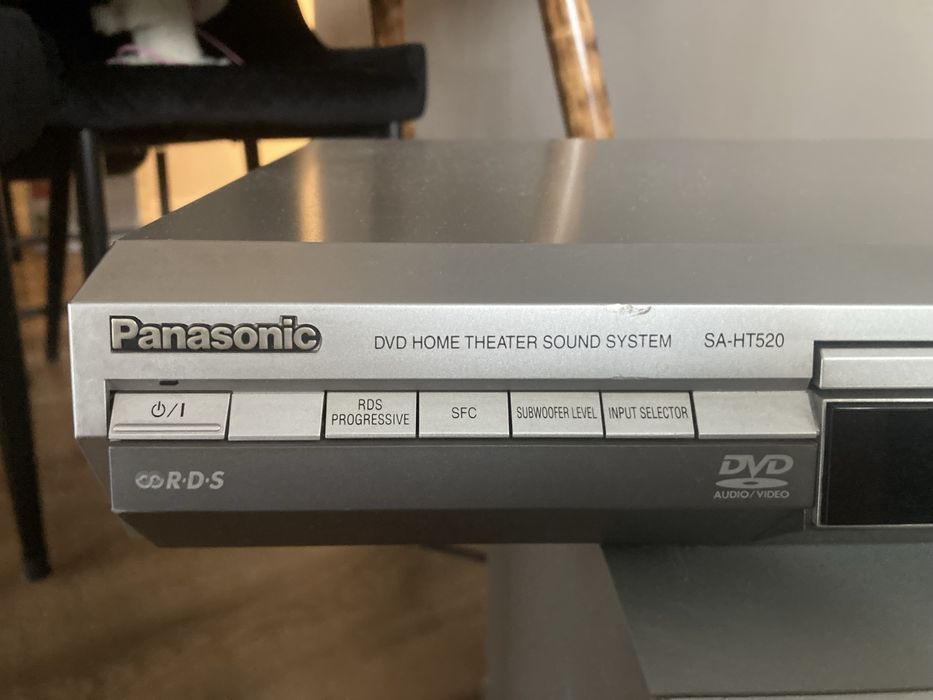 Panasonic
DVD HOME THEATER SOUND SYSTEM SA-HT520
⏻/I
RDS
PROGRESSIVE
SFC
SUBWOOFER LEVEL
INPUT SELECTOR
R·D·S
DVD
AUDIO/VIDEO